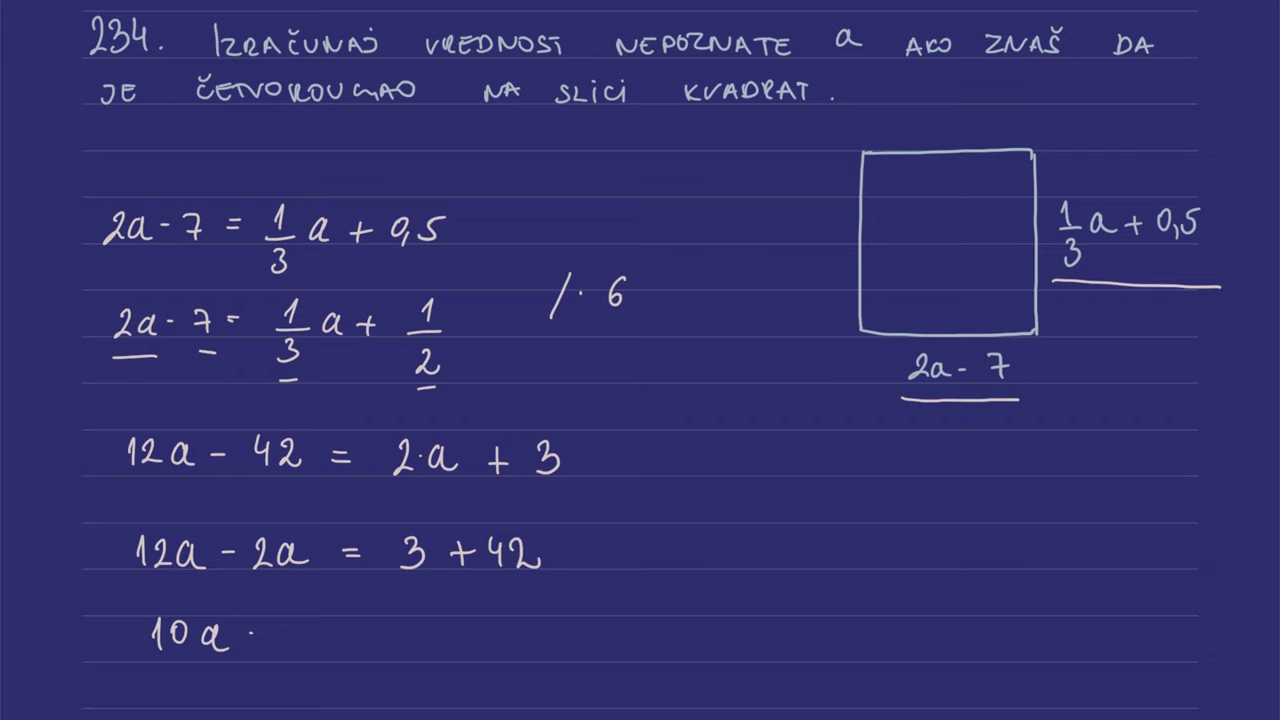 234. IZRAČUNAJ VREDNOST NEPOZNATE a AKO ZNAŠ DA
JE ČETVOROUGAO NA SLICI KVADRAT.
2a - 7 = 1/3 a + 0,5
2a - 7 = 1/3 a + 1/2 /· 6
12a - 42 = 2·a + 3
12a - 2a = 3 + 42
10a -
1/3 a + 0,5
2a - 7